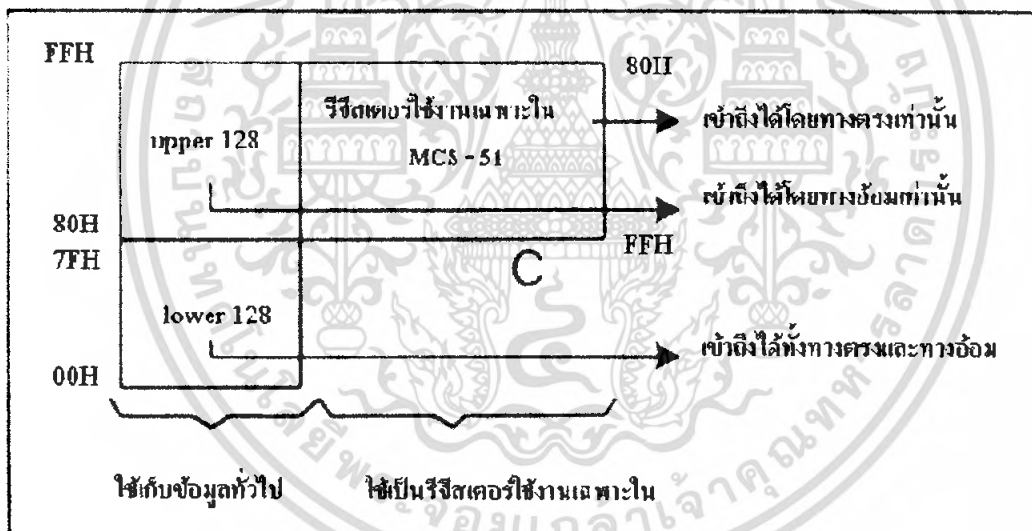 FFH
80H
รีจีสเตอร์ใช้งานเฉพาะใน
MCS - 51
เข้าถึงได้โดยทางตรงเท่านั้น
upper 128
เข้าถึงได้โดยทางอ้อมเท่านั้น
80H
FFH
7FH
C
lower 128
เข้าถึงได้ทั้งทางตรงและทางอ้อม
00H
ใช้เก็บข้อมูลทั่วไป
ใช้เป็นรีจีสเตอร์ใช้งานเฉพาะใน